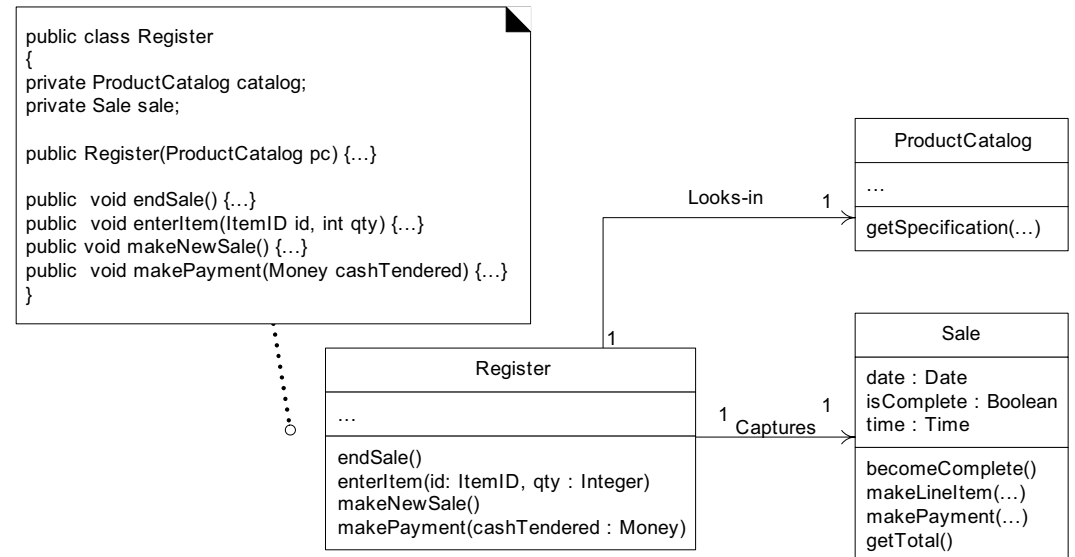 public class Register
{
private ProductCatalog catalog;
private Sale sale;
public Register(ProductCatalog pc) {…}
public void endSale() {…}
public void enterItem(ItemID id, int qty) {…}
public void makeNewSale() {…}
public void makePayment(Money cashTendered) {…}
}
ProductCatalog
…
getSpecification(…)
Looks-in
1
1
Register
…
endSale()
enterItem(id: ItemID, qty : Integer)
makeNewSale()
makePayment(cashTendered : Money)
1
Captures
1
Sale
date : Date
isComplete : Boolean
time : Time
becomeComplete()
makeLineItem(…)
makePayment(…)
getTotal()